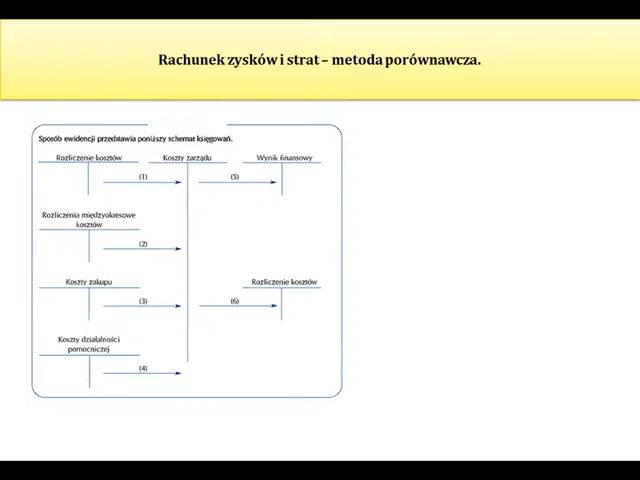 Rachunek zysków i strat – metoda porównawcza.
Sposób ewidencji przedstawia poniższy schemat księgowań.
Rozliczenie kosztów
Koszty zarządu
Wynik finansowy
(1)
(5)
Rozliczenia międzyokresowe
kosztów
(2)
Koszty zakupu
Rozliczenie kosztów
(3)
(6)
Koszty działalności
pomocniczej
(4)